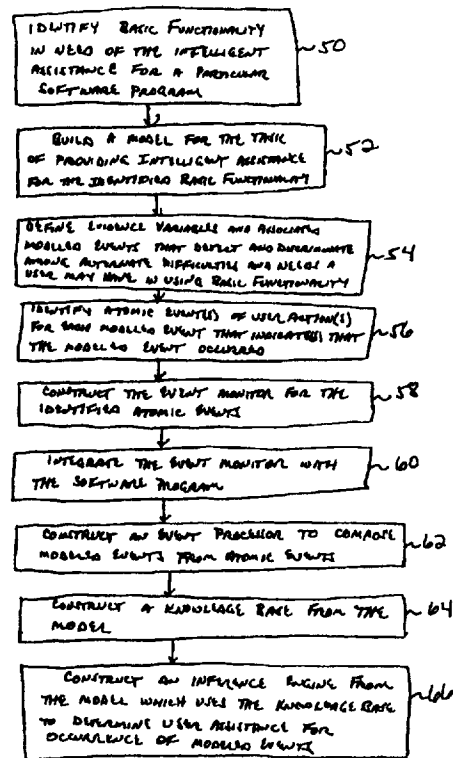 IDENTIFY BASIC FUNCTIONALITY
IN NEED OF THE INTELLIGENT
ASSISTANCE FOR A PARTICULAR
SOFTWARE PROGRAM
50
BUILD A MODEL FOR THE TASK
OF PROVIDING INTELLIGENT ASSISTANCE
FOR THE IDENTIFIED BASIC FUNCTIONALITY
52
DEFINE EVIDENCE VARIABLES AND ASSOCIATED
MODELED EVENTS THAT DETECT AND DISCRIMINATE
AMONG ALTERNATE DIFFICULTIES AND NEEDS A
USER MAY HAVE IN USING BASIC FUNCTIONALITY
54
IDENTIFY ATOMIC EVENT(S) OF USER ACTION(S)
FOR EACH MODELED EVENT THAT INDICATE(S) THAT
THE MODELED EVENT OCCURRED
56
CONSTRUCT THE EVENT MONITOR FOR THE
IDENTIFIED ATOMIC EVENTS
58
INTEGRATE THE EVENT MONITOR WITH
THE SOFTWARE PROGRAM
60
CONSTRUCT AN EVENT PROCESSOR TO COMPOSE
MODELED EVENTS FROM ATOMIC EVENTS
62
CONSTRUCT A KNOWLEDGE BASE FROM THE
MODEL
64
CONSTRUCT AN INFERENCE ENGINE FROM
THE MODEL WHICH USES THE KNOWLEDGE BASE
TO DETERMINE USER ASSISTANCE FOR
OCCURRENCE OF MODELED EVENTS
66